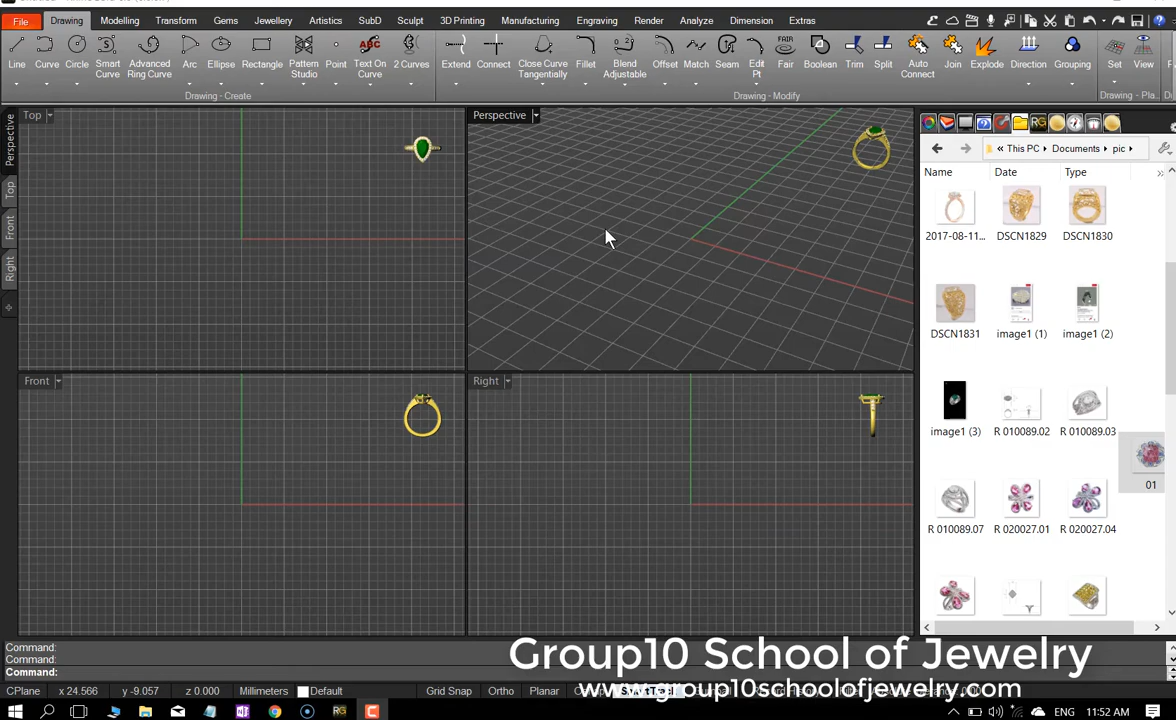 File Drawing Modelling Transform Gems Jewellery Artistics SubD Sculpt 3D Printing Manufacturing Engraving Render Analyze Dimension Extras
Line Curve Circle Smart Curve Advanced Ring Curve Arc Ellipse Rectangle Pattern Studio Point Text On Curve 2 Curves Extend Connect Close Curve Tangentially Fillet Blend Adjustable Offset Match Seam Edit Pt Fair Boolean Trim Split Auto Connect Join Explode Direction Grouping Set View
Drawing - Create Drawing - Modify Drawing - Pla...
Top Perspective
Perspective
Top
Front
Right
This PC Documents pic
Name Date Type
2017-08-11... DSCN1829 DSCN1830
DSCN1831 image1 (1) image1 (2)
image1 (3) R 010089.02 R 010089.03
01
R 010089.07 R 020027.01 R 020027.04
Front Right
Command:
Command:
Command:
Group10 School of Jewelry
www.group10schoolofjewelry.com
CPlane x 24.566 y -9.057 z 0.000 Millimeters Default Grid Snap Ortho Planar
ENG 11:52 AM